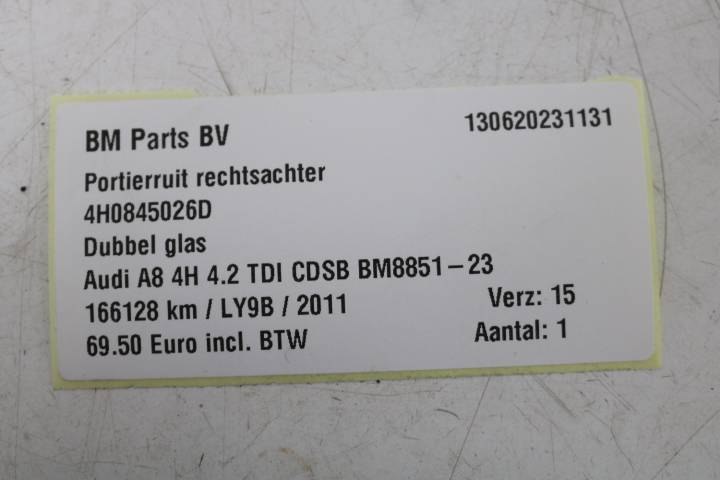 BM Parts BV 130620231131
Portierruit rechtsachter
4H0845026D
Dubbel glas
Audi A8 4H 4.2 TDI CDSB BM8851-23
166128 km / LY9B / 2011 Verz: 15
69.50 Euro incl. BTW Aantal: 1